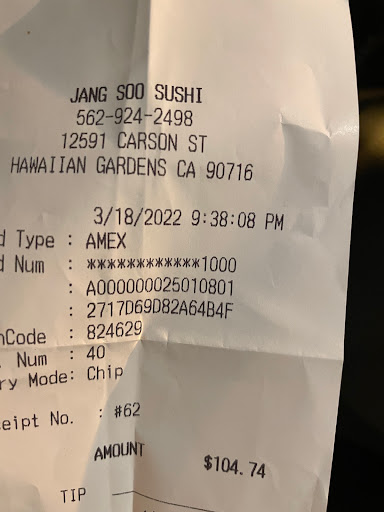 JANG SOO SUSHI
562-924-2498
12591 CARSON ST
HAWAIIAN GARDENS CA 90716
3/18/2022 9:38:08 PM
d Type : AMEX
d Num : ************1000
: A000000025010801
: 2717D69D82A64B4F
nCode : 824629
. Num : 40
ry Mode: Chip
eipt No. : #62
AMOUNT $104.74
TIP